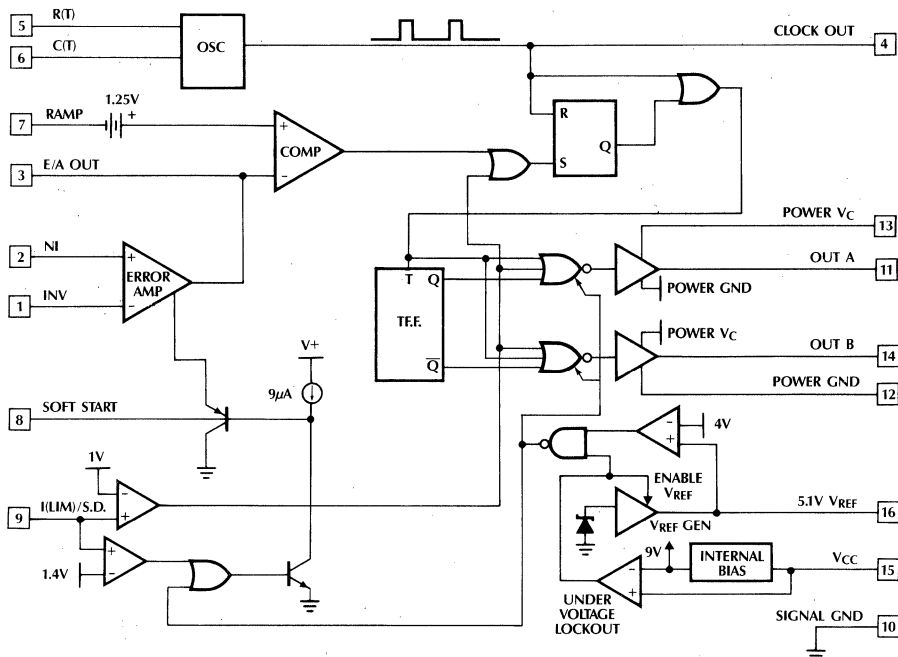 5 R(T)
6 C(T)
OSC
CLOCK OUT 4
7 RAMP
1.25V
+
+
COMP
−
3 E/A OUT
R
S
Q
2 NI
+
ERROR
AMP
−
1 INV
T
Q
T.F.F.
Q̅
POWER VC 13
OUT A 11
POWER GND
POWER VC
OUT B 14
POWER GND 12
V+
9μA
8 SOFT START
1V
−
+
9 I(LIM)/S.D.
+
−
1.4V
−
+
4V
ENABLE
VREF
VREF GEN
5.1V VREF 16
9V
INTERNAL
BIAS
VCC 15
−
+
UNDER
VOLTAGE
LOCKOUT
SIGNAL GND 10